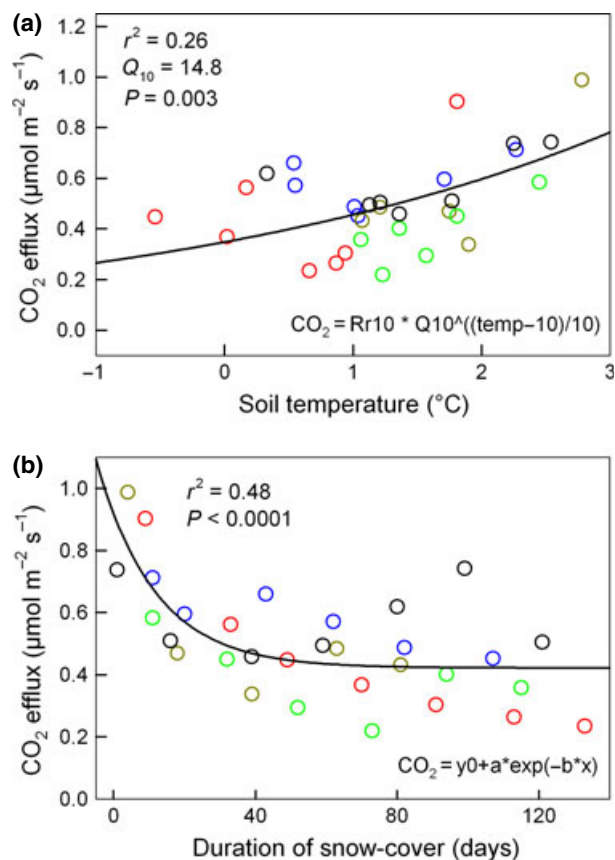 (a)
r² = 0.26
Q₁₀ = 14.8
P = 0.003
CO₂ efflux (µmol m⁻² s⁻¹)
1.2
1.0
0.8
0.6
0.4
0.2
0.0
CO₂ = Rr10 * Q10^((temp−10)/10)
−1 0 1 2 3
Soil temperature (°C)
(b)
r² = 0.48
P < 0.0001
CO₂ efflux (µmol m⁻² s⁻¹)
1.0
0.8
0.6
0.4
0.2
0.0
CO₂ = y0+a*exp(−b*x)
0 40 80 120
Duration of snow-cover (days)